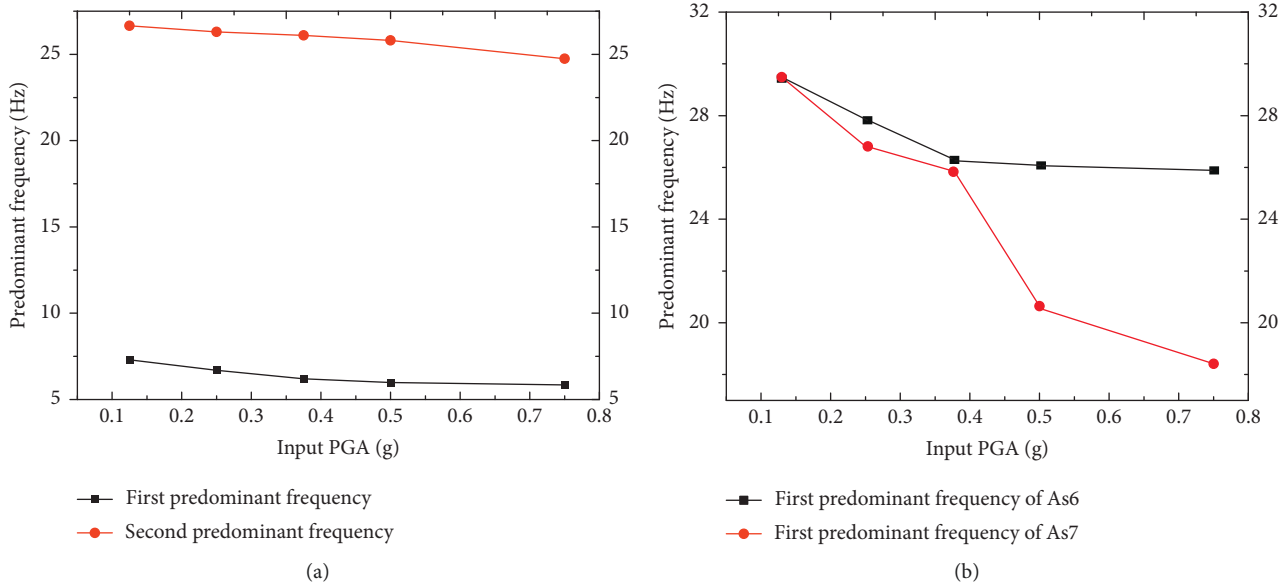 Predominant frequency (Hz)
25
20
15
10
5
25
20
15
10
5
0.1 0.2 0.3 0.4 0.5 0.6 0.7 0.8
Input PGA (g)
First predominant frequency
Second predominant frequency
(a)
Predominant frequency (Hz)
32
28
24
20
32
28
24
20
0.1 0.2 0.3 0.4 0.5 0.6 0.7 0.8
Input PGA (g)
First predominant frequency of As6
First predominant frequency of As7
(b)